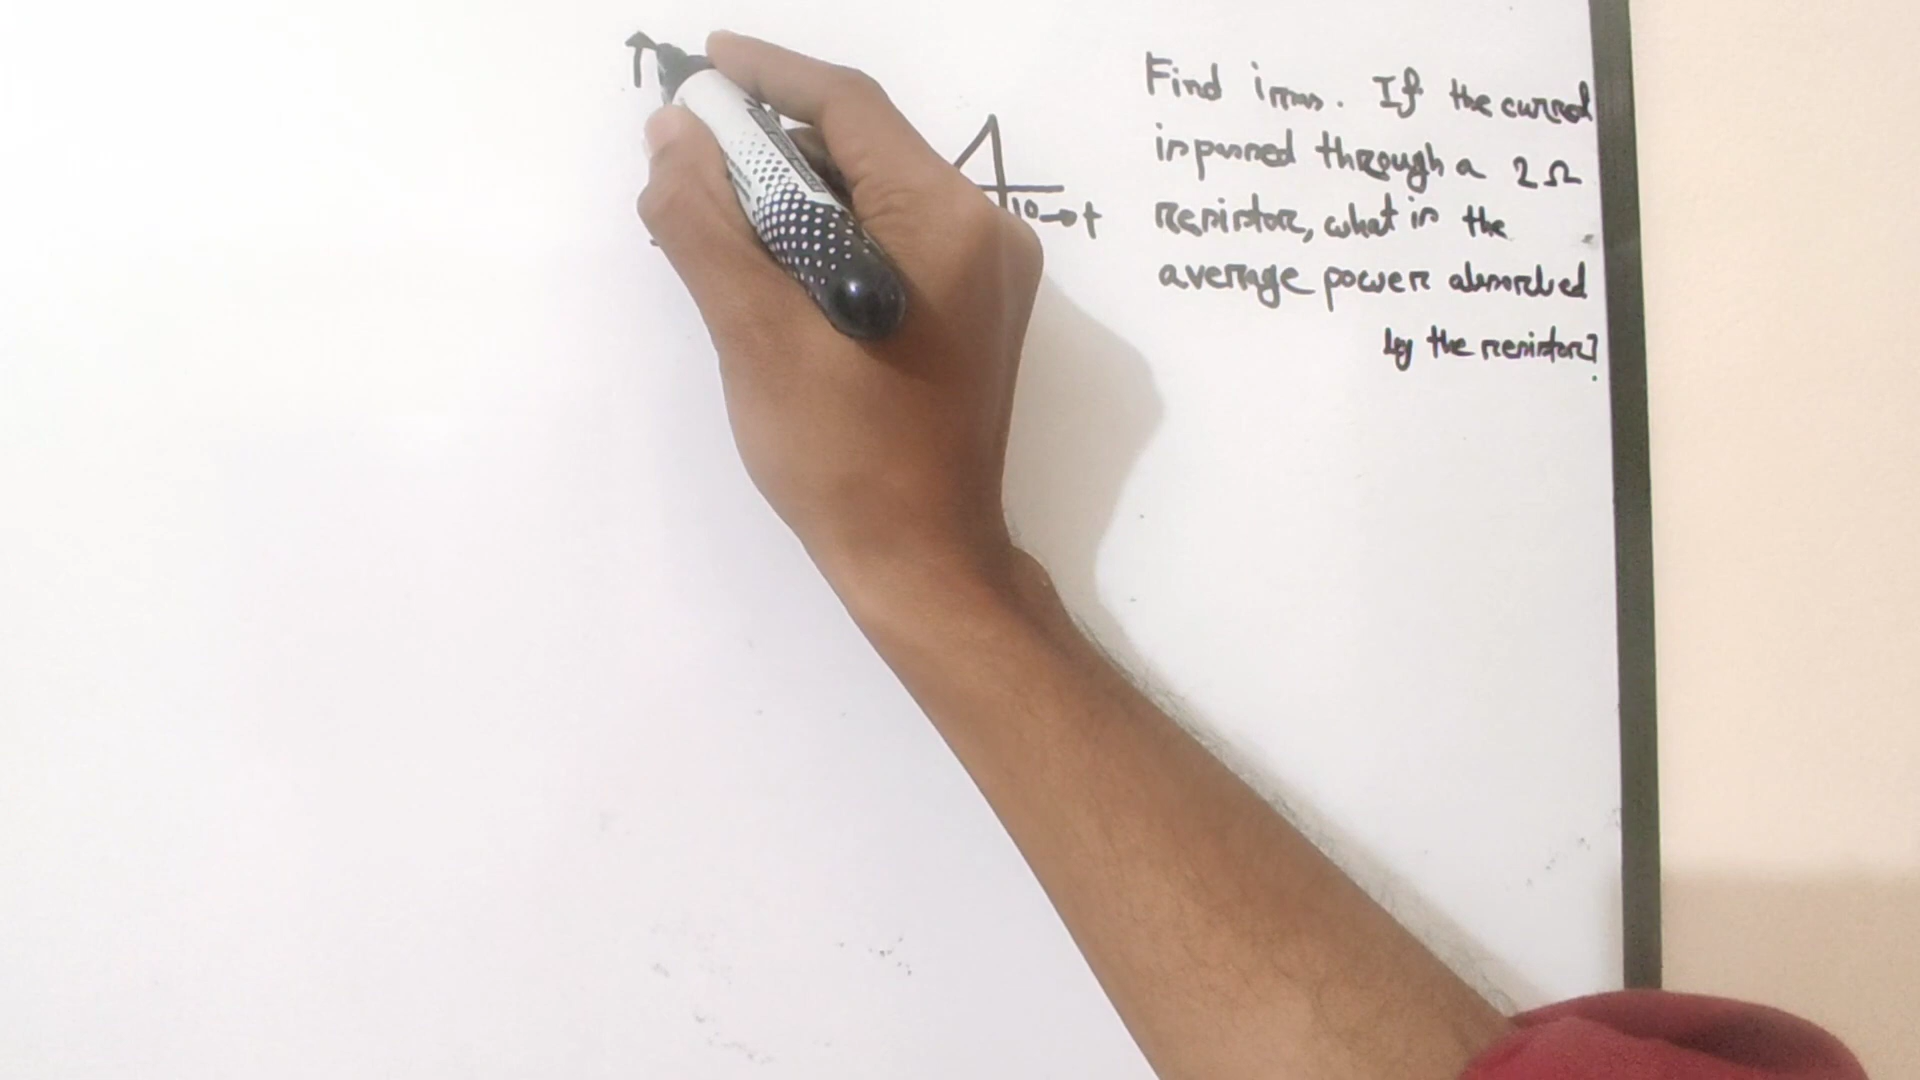 Find irms. If the current
is passed through a 2Ω
resistor, what is the
average power absorbed
by the resistor?
10 → t